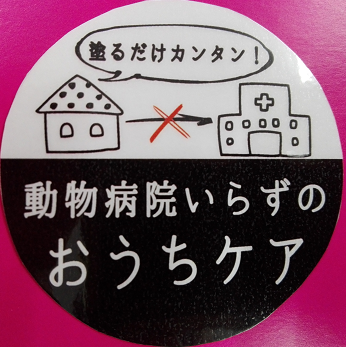 塗るだけカンタン！
動物病院いらずの
おうちケア